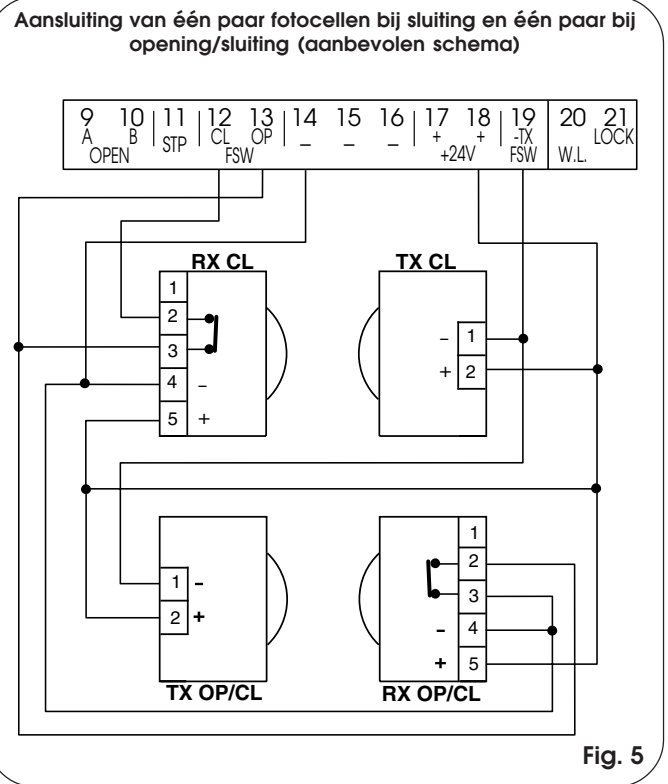 Aansluiting van één paar fotocellen bij sluiting en één paar bij
opening/sluiting (aanbevolen schema)
9 10 11 12 13 14 15 16 17 18 19 20 21
A B STP CL OP _ _ _ + + -TX LOCK
OPEN FSW +24V FSW W.L.
RX CL TX CL
1
2 - 1
3 + 2
4 -
5 +
1
1 - 2
2 + 3
- 4
+ 5
TX OP/CL RX OP/CL
Fig. 5